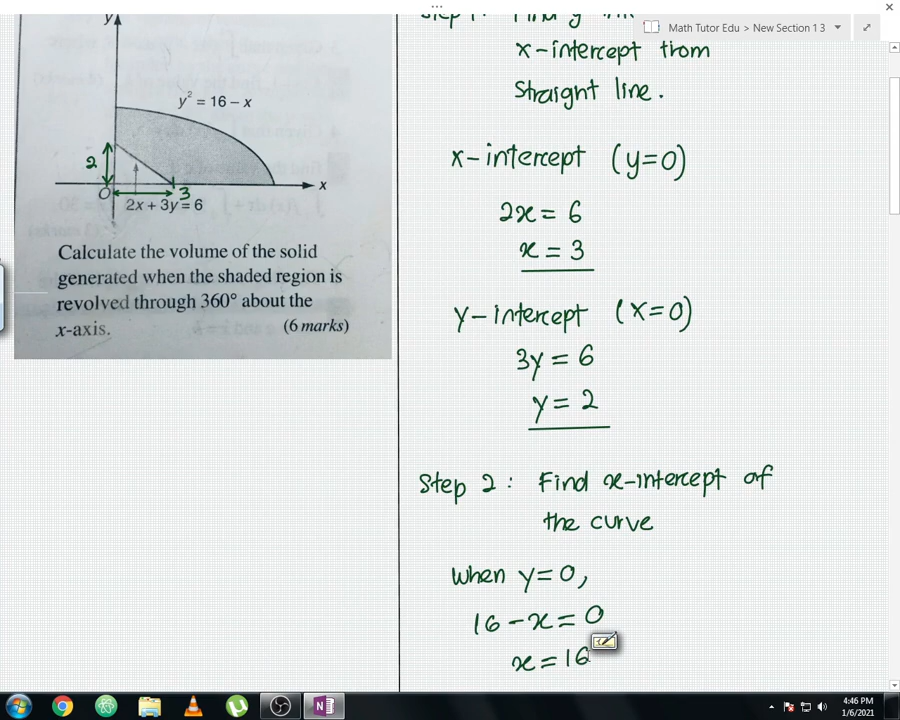 Math Tutor Edu > New Section 1 3
y
y² = 16 – x
2
O
3
x
2x + 3y = 6
Calculate the volume of the solid
generated when the shaded region is
revolved through 360° about the
x-axis. (6 marks)
x-intercept from
straight line.
x-intercept (y=0)
2x = 6
x = 3
y-intercept (x=0)
3y = 6
y = 2
Step 2 : Find x-intercept of
the curve
When y=0,
16 - x = 0
x = 16
4:46 PM
1/6/2021